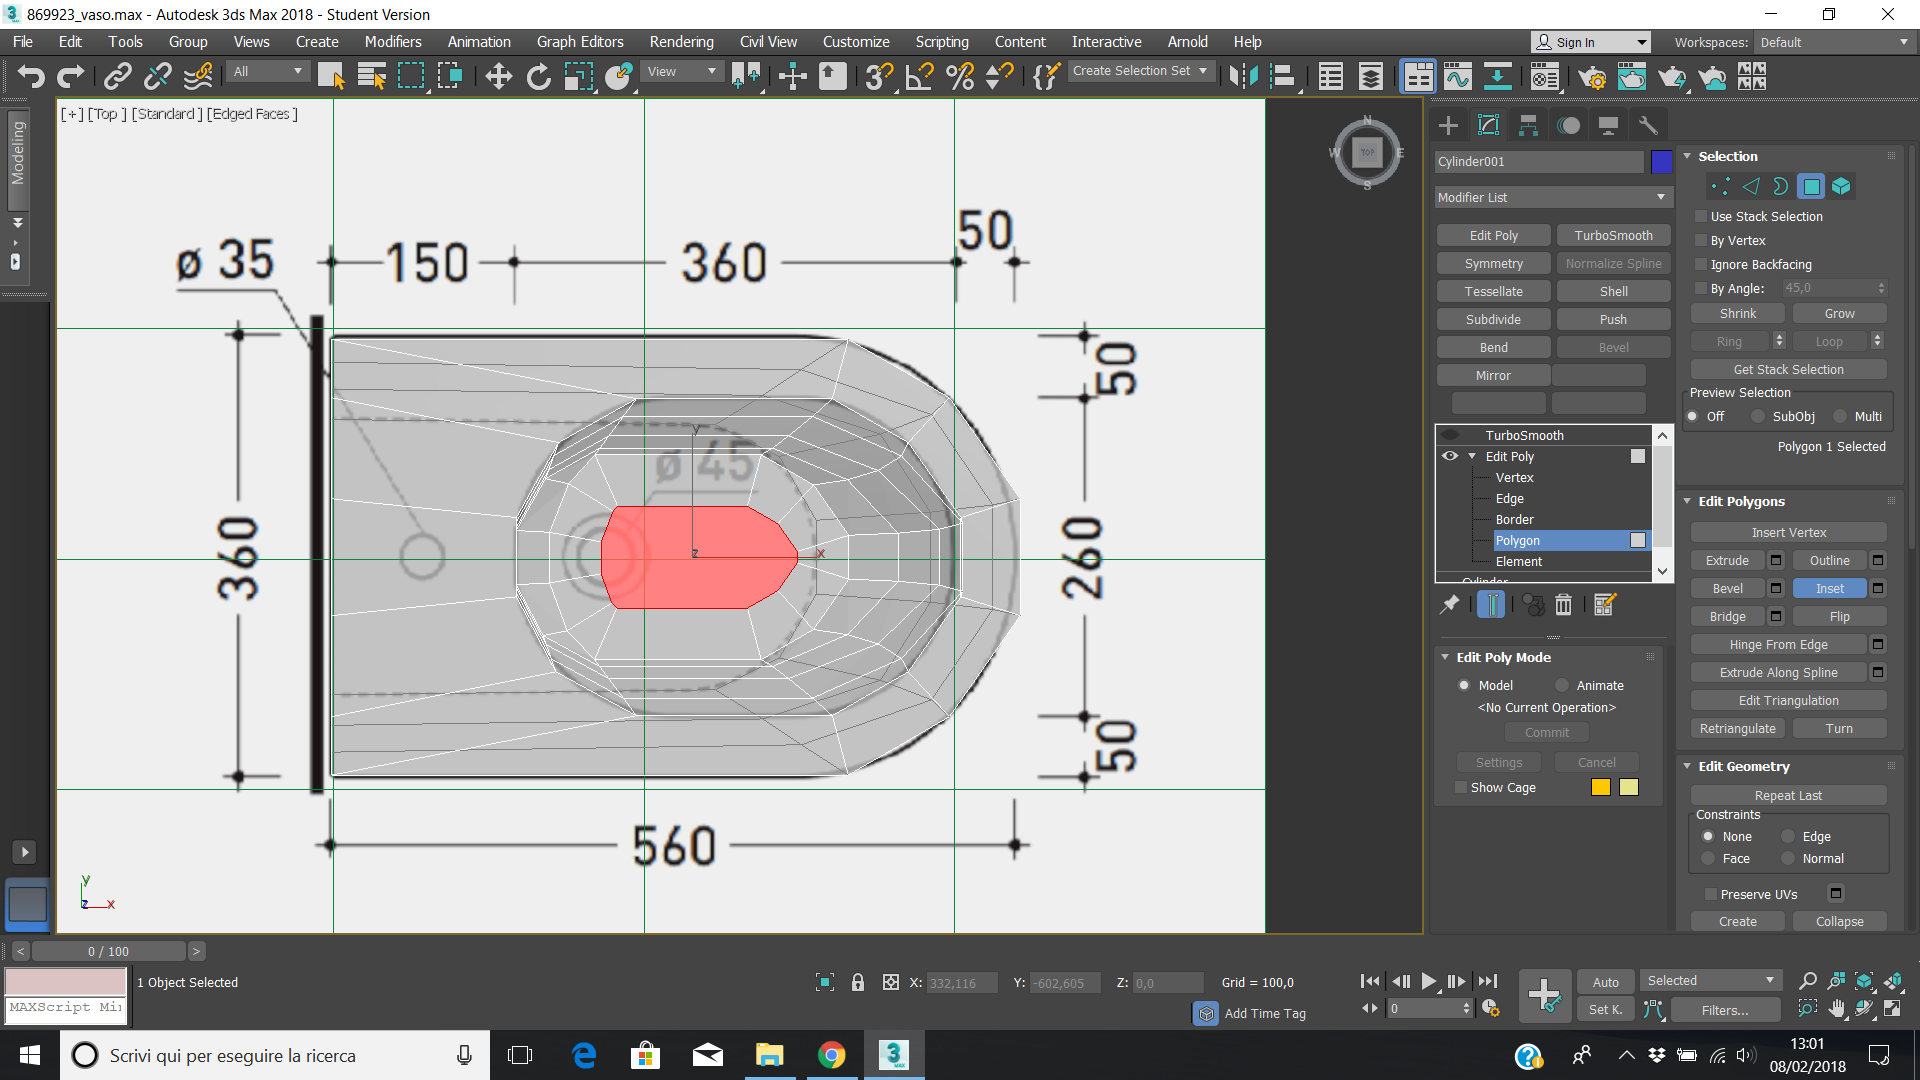 869923_vaso.max - Autodesk 3ds Max 2018 - Student Version
File Edit Tools Group Views Create Modifiers Animation Graph Editors Rendering Civil View Customize Scripting Content Interactive Arnold Help
Sign In Workspaces: Default
All View Create Selection Set
Modeling
[+] [Top ] [Standard ] [Edged Faces ]
N
W TOP E
S
ø 35 150 360 50
50
360
ø 45
260
50
560
y
z x
y
z x
Cylinder001
Modifier List
Edit Poly TurboSmooth
Symmetry Normalize Spline
Tessellate Shell
Subdivide Push
Bend Bevel
Mirror
TurboSmooth
Edit Poly
Vertex
Edge
Border
Polygon
Element
Cylinder
Edit Poly Mode
Model Animate
<No Current Operation>
Commit
Settings Cancel
Show Cage
Selection
Use Stack Selection
By Vertex
Ignore Backfacing
By Angle: 45,0
Shrink Grow
Ring Loop
Get Stack Selection
Preview Selection
Off SubObj Multi
Polygon 1 Selected
Edit Polygons
Insert Vertex
Extrude Outline
Bevel Inset
Bridge Flip
Hinge From Edge
Extrude Along Spline
Edit Triangulation
Retriangulate Turn
Edit Geometry
Repeat Last
Constraints
None Edge
Face Normal
Preserve UVs
Create Collapse
< 0 / 100 >
MAXScript Mi
1 Object Selected
X: 332,116 Y: -602,605 Z: 0,0 Grid = 100,0
Add Time Tag
0
Auto Selected
Set K. Filters...
Scrivi qui per eseguire la ricerca
13:01
08/02/2018